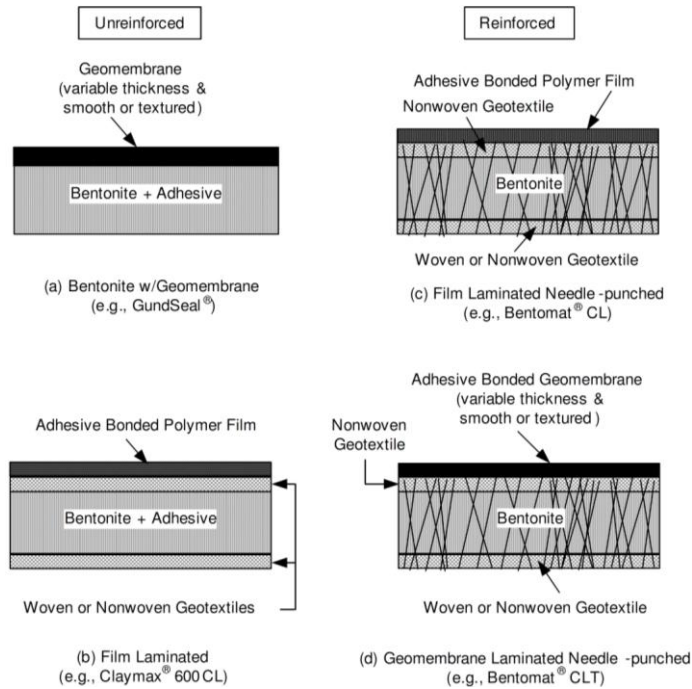 Unreinforced
Geomembrane
(variable thickness &
smooth or textured)
Bentonite + Adhesive
(a) Bentonite w/Geomembrane
(e.g., GundSeal®)
Adhesive Bonded Polymer Film
Bentonite + Adhesive
Woven or Nonwoven Geotextiles
(b) Film Laminated
(e.g., Claymax® 600 CL)
Reinforced
Adhesive Bonded Polymer Film
Nonwoven Geotextile
Bentonite
Woven or Nonwoven Geotextile
(c) Film Laminated Needle -punched
(e.g., Bentomat® CL)
Adhesive Bonded Geomembrane
(variable thickness &
smooth or textured )
Nonwoven
Geotextile
Bentonite
Woven or Nonwoven Geotextile
(d) Geomembrane Laminated Needle -punched
(e.g., Bentomat® CLT)